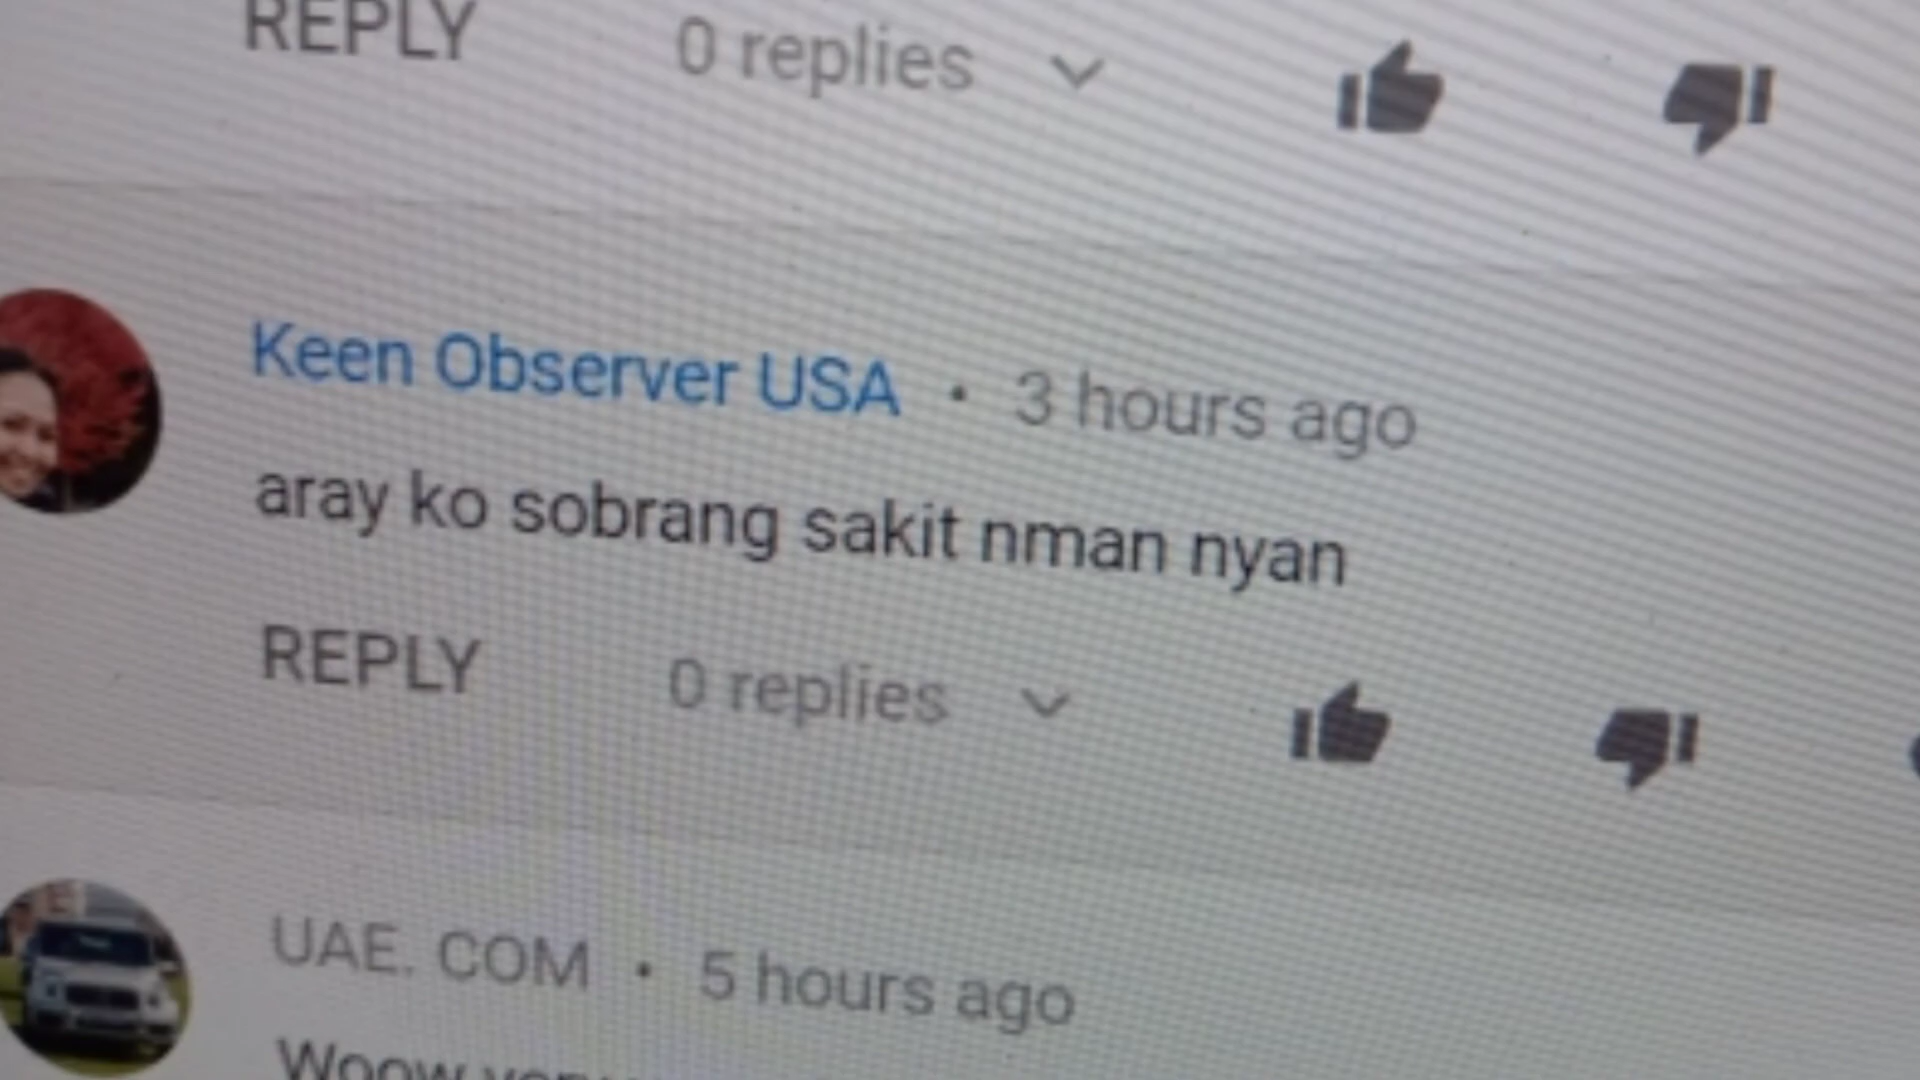 REPLY 0 replies
Keen Observer USA • 3 hours ago
aray ko sobrang sakit nman nyan
REPLY 0 replies
UAE. COM • 5 hours ago
Woow very